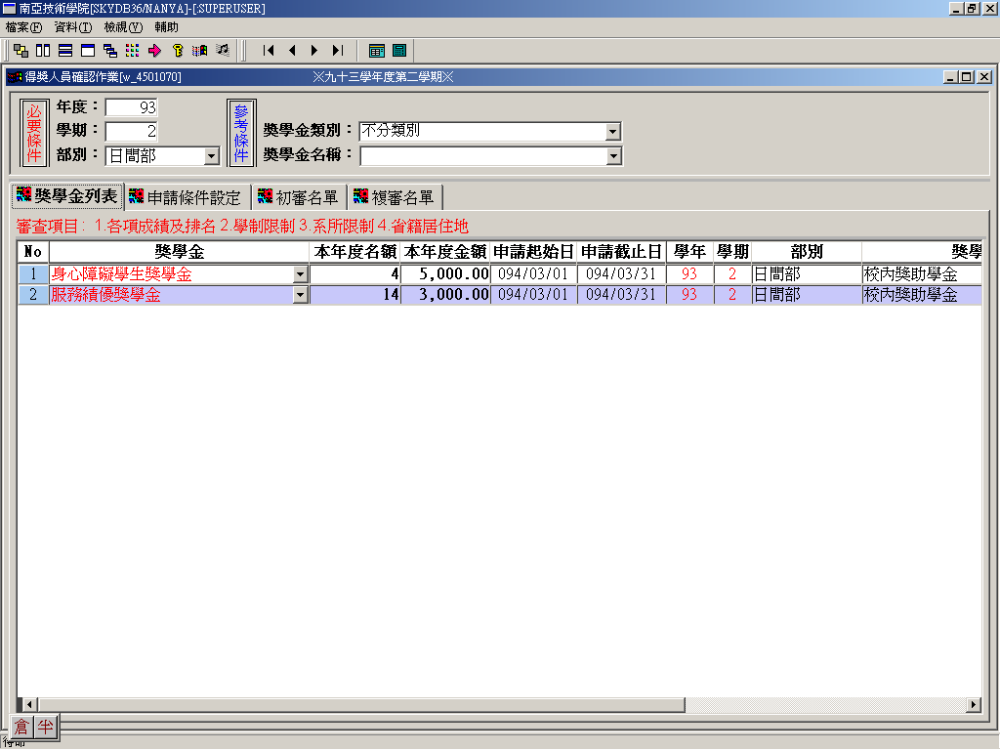 南亞技術學院[SKYDB36/NANYA]-[:SUPERUSER]
檔案(F) 資料(I) 檢視(V) 輔助
得獎人員確認作業[w_4501070] ※九十三學年度第二學期※
必要條件
年度： 93
學期： 2
部別： 日間部
參考條件
獎學金類別： 不分類別
獎學金名稱：
獎學金列表 申請條件設定 初審名單 複審名單
審查項目： 1.各項成績及排名 2.學制限制 3.系所限制 4.省籍居住地
No 獎學金 本年度名額 本年度金額 申請起始日 申請截止日 學年 學期 部別 獎學
1 身心障礙學生獎學金 4 5,000.00 094/03/01 094/03/31 93 2 日間部 校內獎助學金
2 服務績優獎學金 14 3,000.00 094/03/01 094/03/31 93 2 日間部 校內獎助學金
倉 半
待命